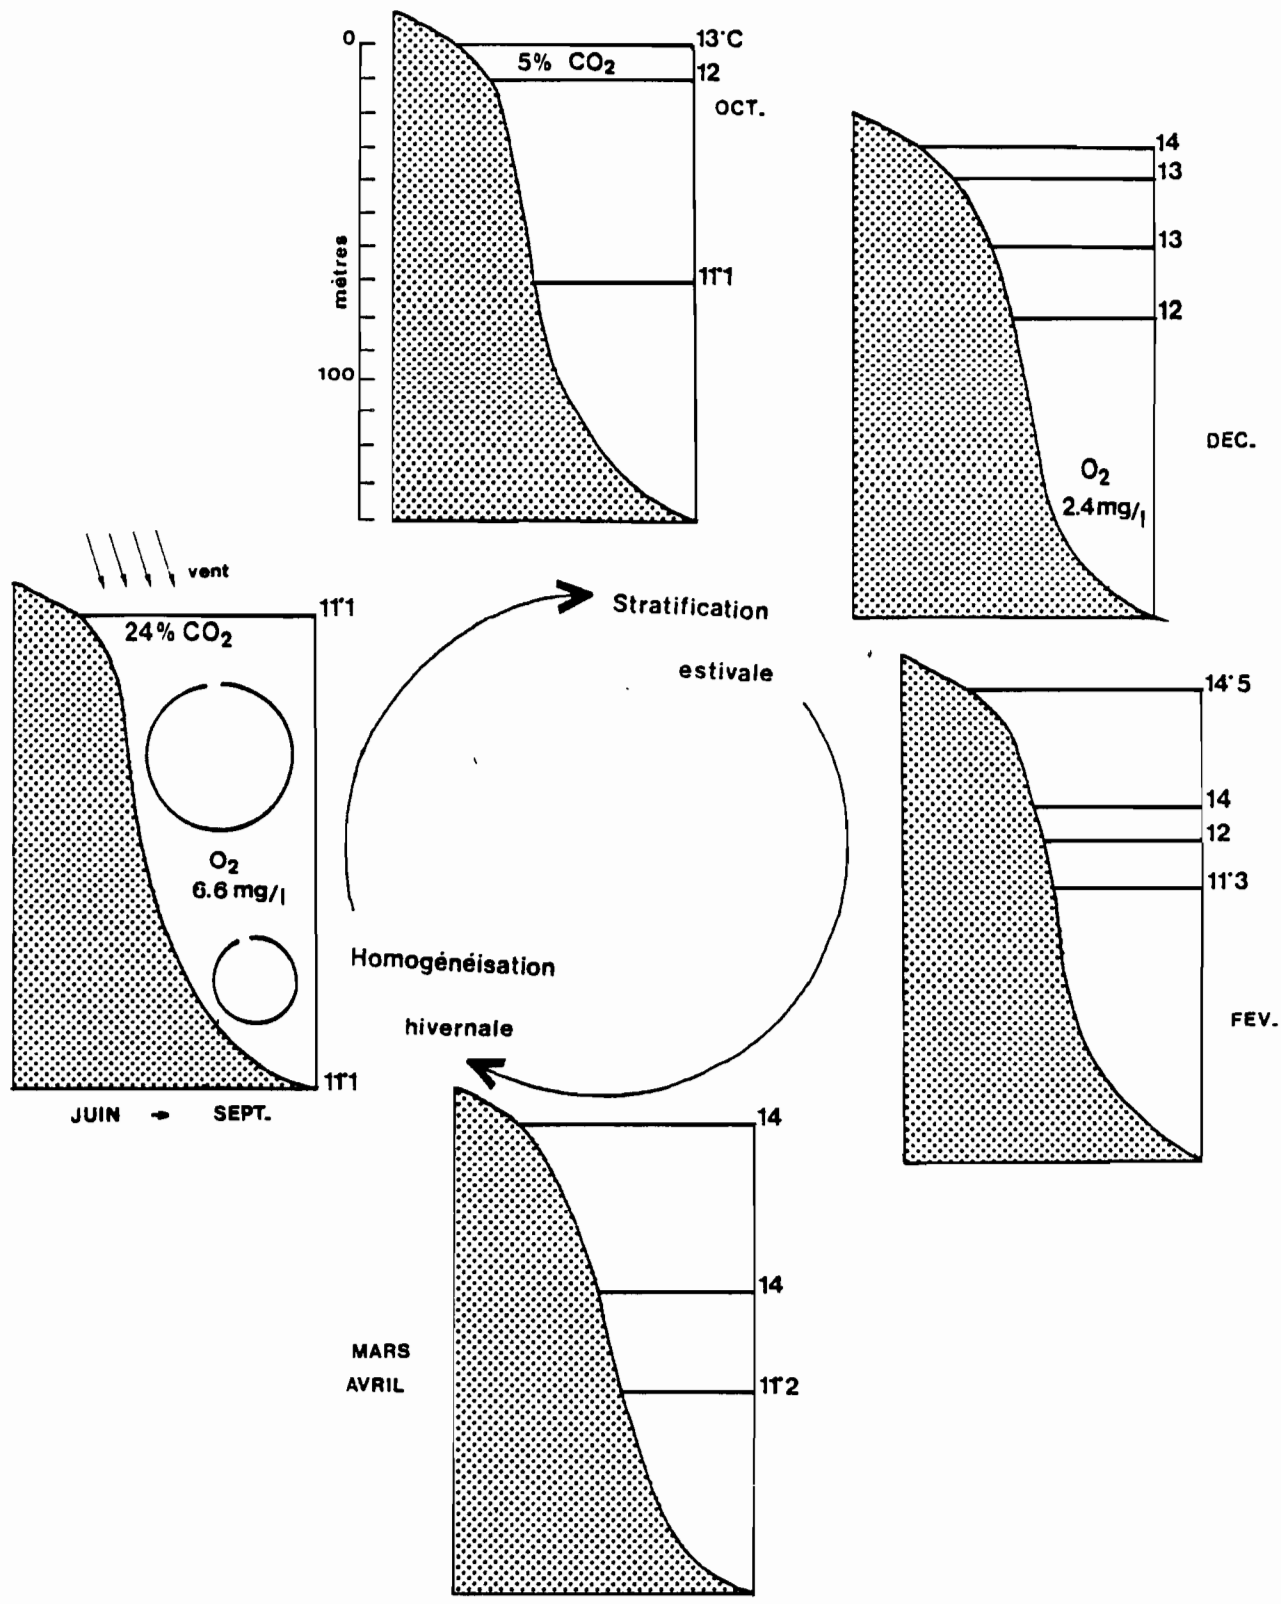 0
mètres
100
13°C
5% CO2
12
OCT.
11°1
14
13
13
12
DEC.
O2
2.4mg/l
vent
11°1
24% CO2
O2
6.6 mg/l
11°1
JUIN → SEPT.
Stratification
estivale
Homogénéisation
hivernale
14°5
14
12
11°3
FEV.
14
14
11°2
MARS
AVRIL